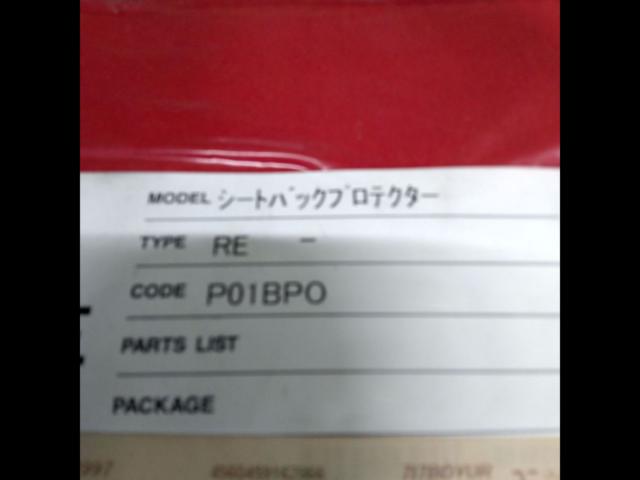 MODEL シートバックプロテクター
TYPE RE -
CODE P01BPO
PARTS LIST
PACKAGE
997